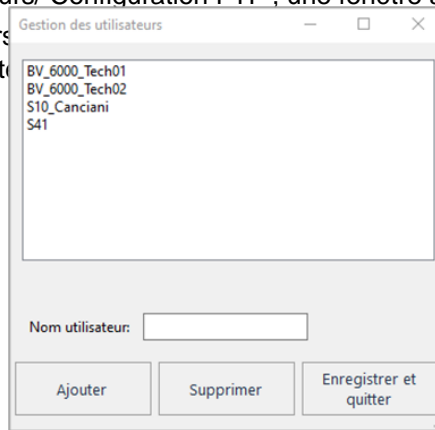 Gestion des utilisateurs
BV_6000_Tech01
BV_6000_Tech02
S10_Canciani
S41
Nom utilisateur:
Ajouter
Supprimer
Enregistrer et
quitter